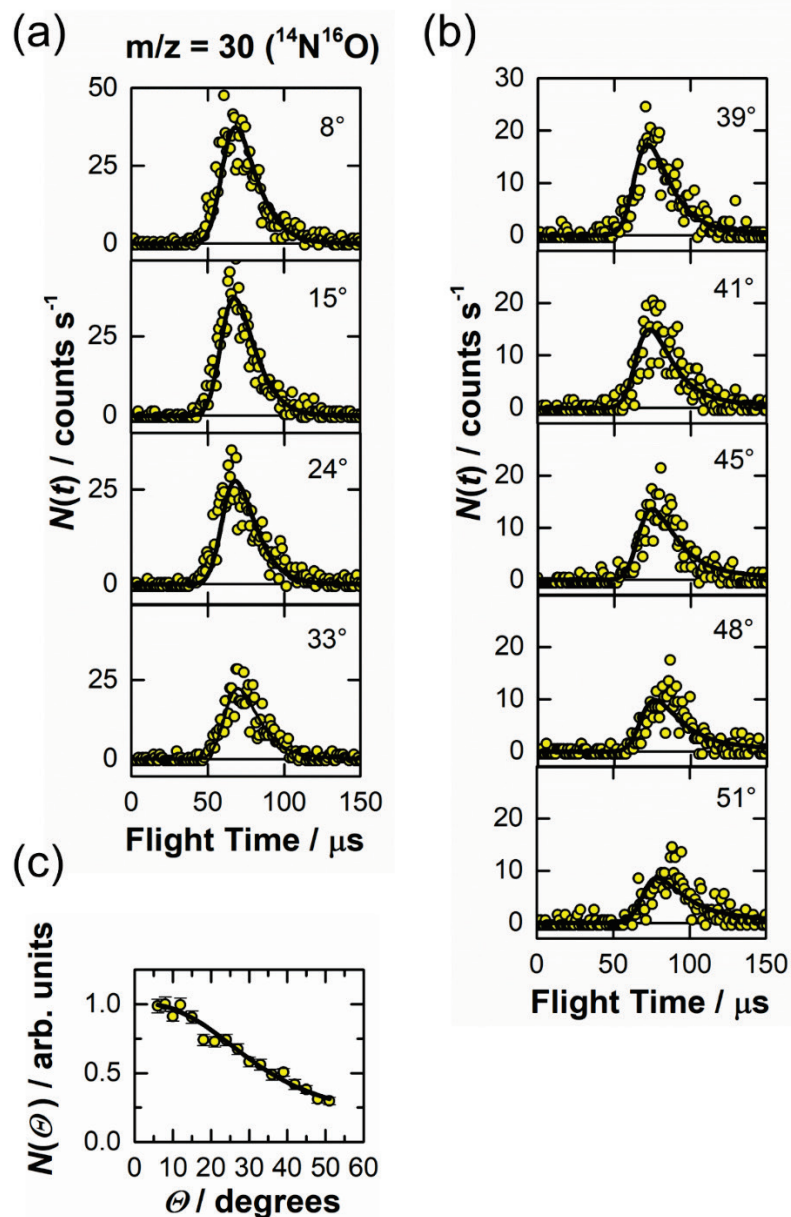 (a)
m/z = 30 (¹⁴N¹⁶O)
50
25
0
8°
25
0
15°
25
0
24°
25
0
33°
N(t) / counts s⁻¹
0 50 100 150
Flight Time / μs
(b)
30
20
10
0
39°
20
10
0
41°
20
10
0
45°
20
10
0
48°
20
10
0
51°
N(t) / counts s⁻¹
0 50 100 150
Flight Time / μs
(c)
1.0
0.5
0.0
N(Θ) / arb. units
0 10 20 30 40 50 60
Θ / degrees